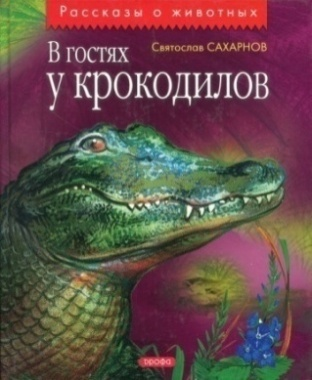 Рассказы о животных
Святослав САХАРНОВ
В ГОСТЯХ
У КРОКОДИЛОВ
дрофа